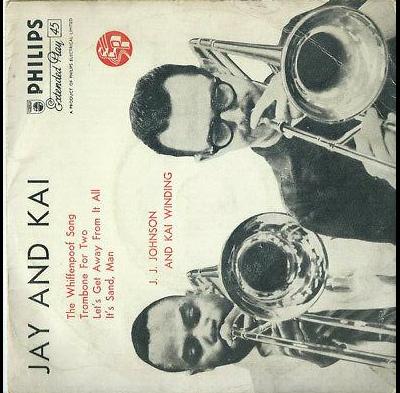 PHILIPS
Extended Play 45
A PRODUCT OF PHILIPS ELECTRICAL LIMITED
JAY AND KAI
The Whiffenpoof Song
Trombone For Two
Let's Get Away From It All
It's Sand, Man
J. J. JOHNSON
AND KAI WINDING